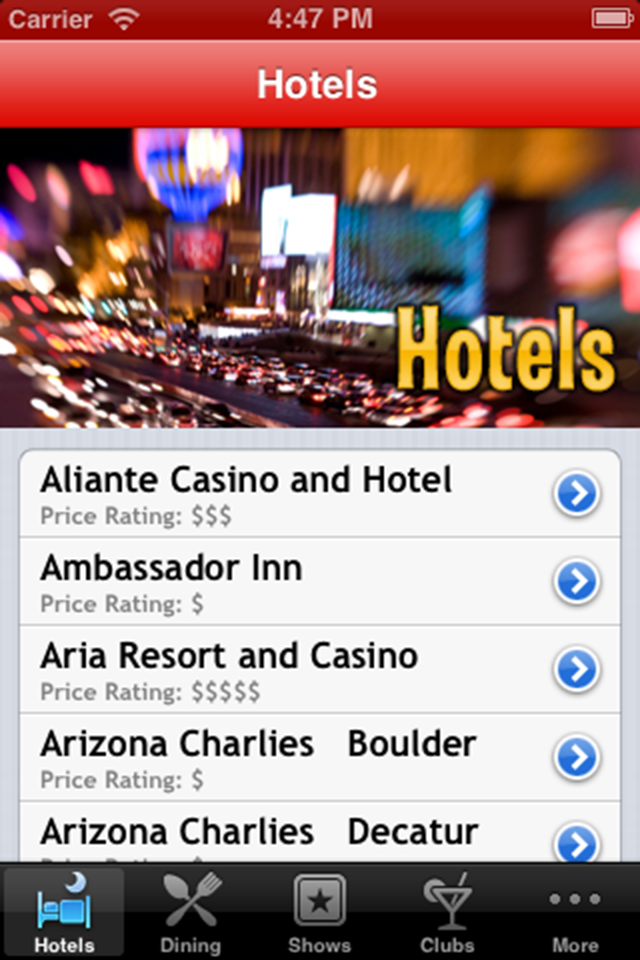 Carrier 4:47 PM
Hotels
Hotels
Aliante Casino and Hotel
Price Rating: $$$
Ambassador Inn
Price Rating: $
Aria Resort and Casino
Price Rating: $$$$$
Arizona Charlies Boulder
Price Rating: $
Arizona Charlies Decatur
Hotels Dining Shows Clubs More